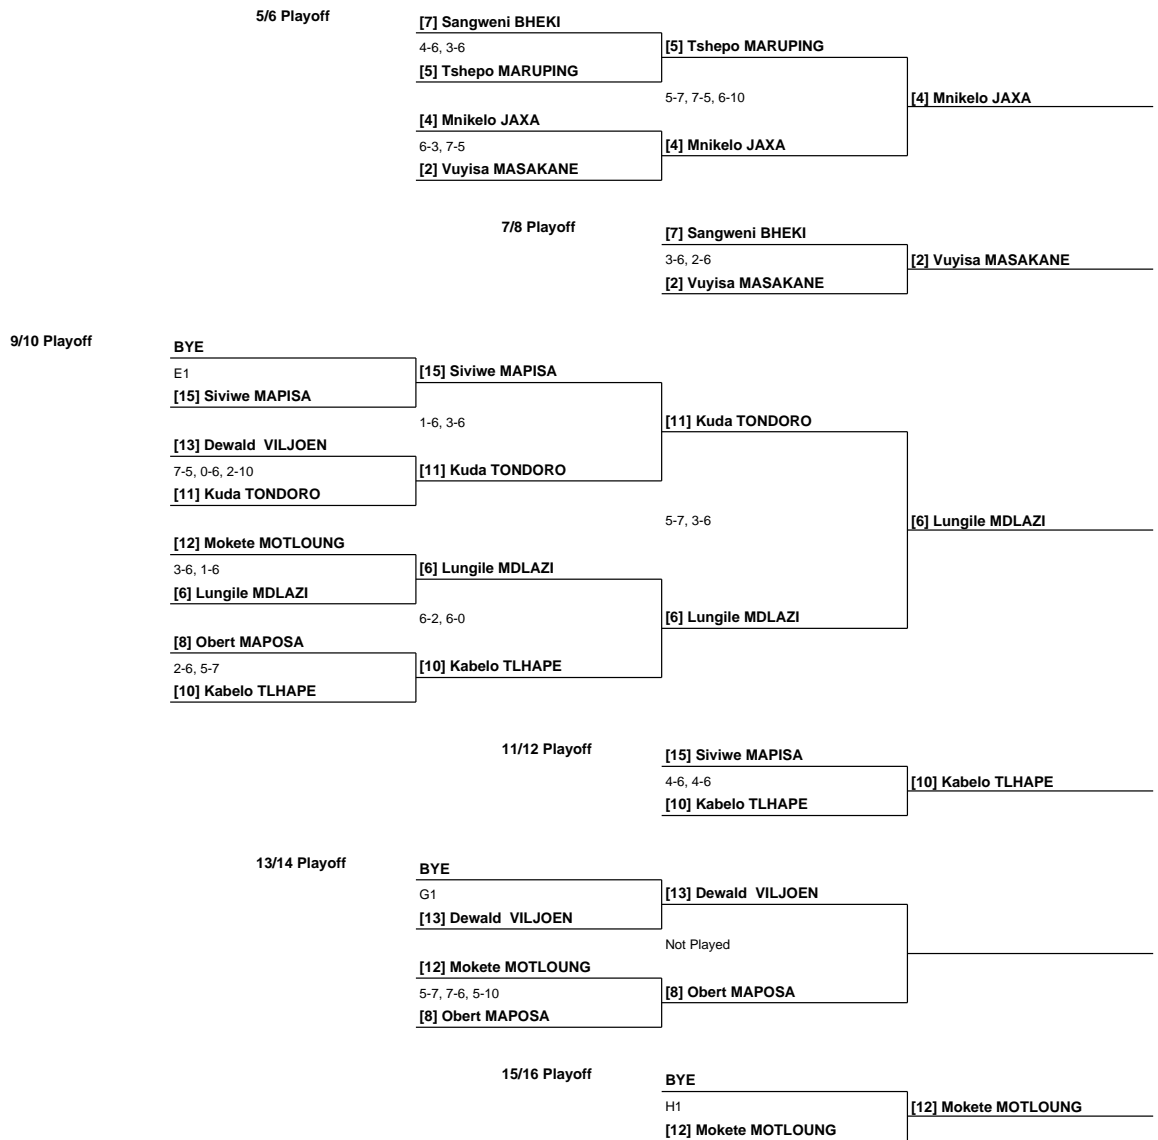 5/6 Playoff
[7] Sangweni BHEKI
4-6, 3-6
[5] Tshepo MARUPING
[5] Tshepo MARUPING
5-7, 7-5, 6-10
[4] Mnikelo JAXA
[4] Mnikelo JAXA
6-3, 7-5
[4] Mnikelo JAXA
[2] Vuyisa MASAKANE
7/8 Playoff
[7] Sangweni BHEKI
3-6, 2-6
[2] Vuyisa MASAKANE
[2] Vuyisa MASAKANE
9/10 Playoff
BYE
E1
[15] Siviwe MAPISA
[15] Siviwe MAPISA
1-6, 3-6
[11] Kuda TONDORO
[13] Dewald VILJOEN
7-5, 0-6, 2-10
[11] Kuda TONDORO
[11] Kuda TONDORO
5-7, 3-6
[6] Lungile MDLAZI
[12] Mokete MOTLOUNG
3-6, 1-6
[6] Lungile MDLAZI
[6] Lungile MDLAZI
6-2, 6-0
[6] Lungile MDLAZI
[8] Obert MAPOSA
2-6, 5-7
[10] Kabelo TLHAPE
[10] Kabelo TLHAPE
11/12 Playoff
[15] Siviwe MAPISA
4-6, 4-6
[10] Kabelo TLHAPE
[10] Kabelo TLHAPE
13/14 Playoff
BYE
G1
[13] Dewald VILJOEN
[13] Dewald VILJOEN
Not Played
[12] Mokete MOTLOUNG
5-7, 7-6, 5-10
[8] Obert MAPOSA
[8] Obert MAPOSA
15/16 Playoff
BYE
H1
[12] Mokete MOTLOUNG
[12] Mokete MOTLOUNG